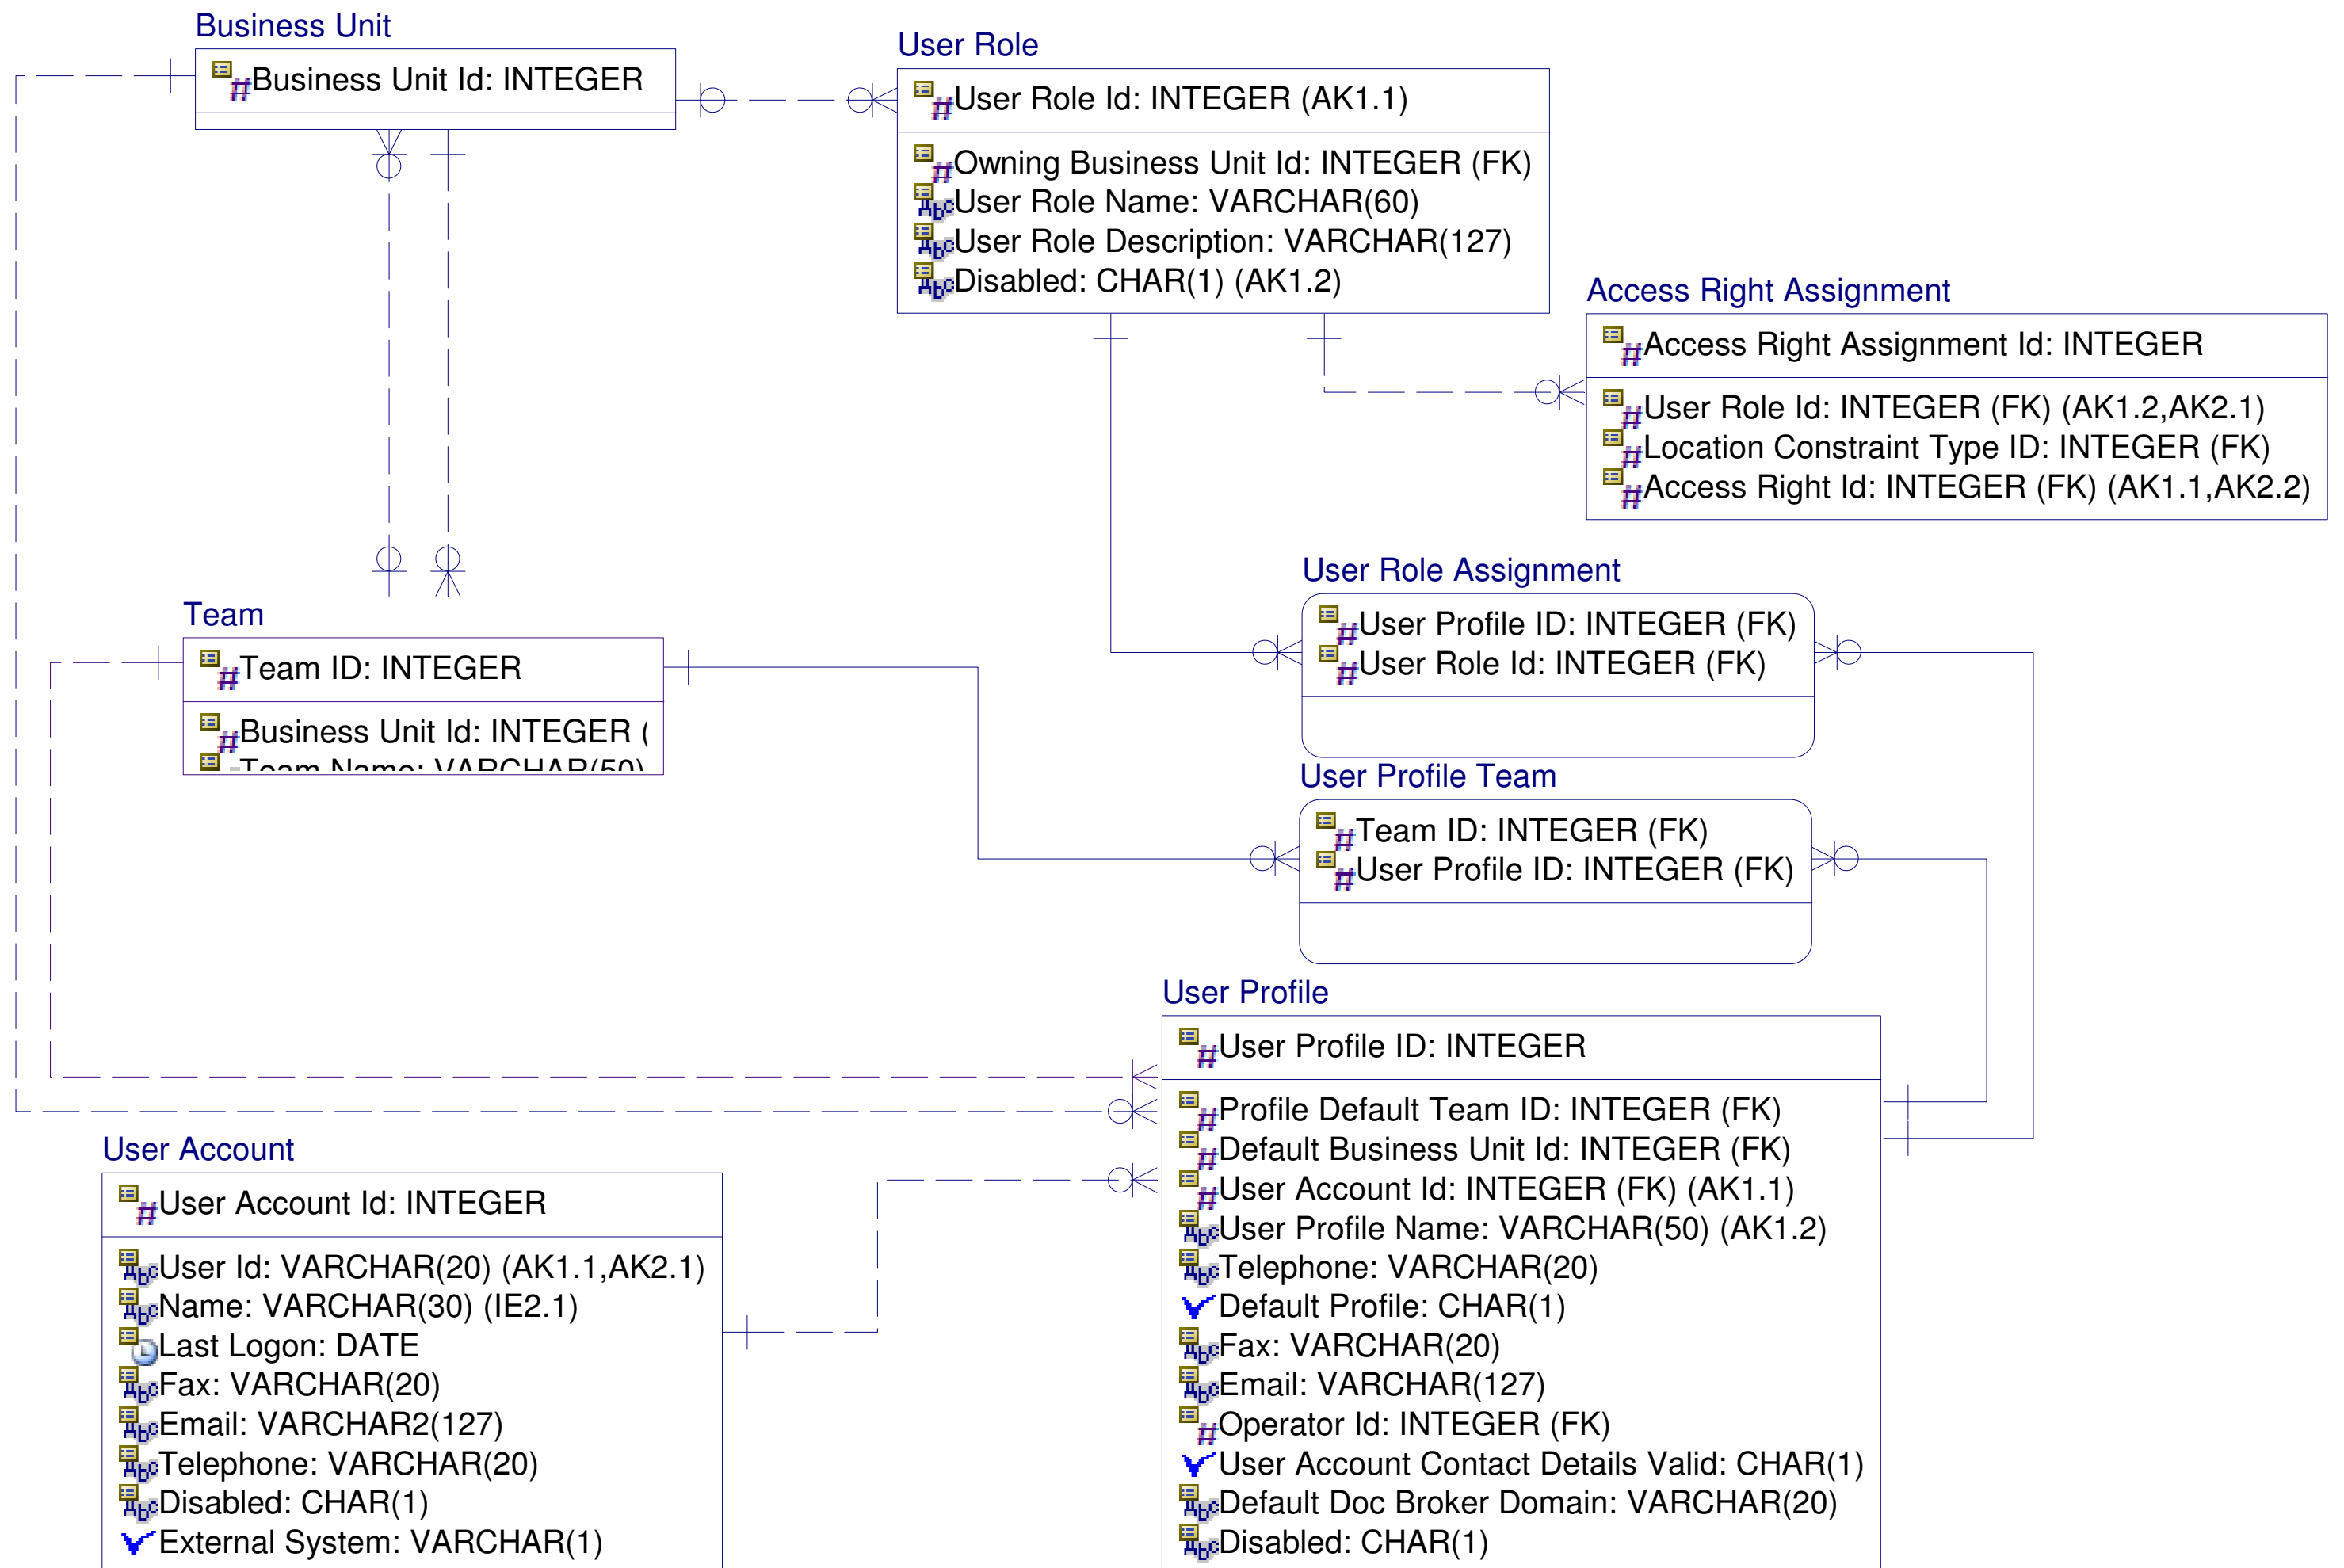 Business Unit
Business Unit Id: INTEGER
User Role
User Role Id: INTEGER (AK1.1)
Owning Business Unit Id: INTEGER (FK)
User Role Name: VARCHAR(60)
User Role Description: VARCHAR(127)
Disabled: CHAR(1) (AK1.2)
Access Right Assignment
Access Right Assignment Id: INTEGER
User Role Id: INTEGER (FK) (AK1.2,AK2.1)
Location Constraint Type ID: INTEGER (FK)
Access Right Id: INTEGER (FK) (AK1.1,AK2.2)
User Role Assignment
User Profile ID: INTEGER (FK)
User Role Id: INTEGER (FK)
Team
Team ID: INTEGER
Business Unit Id: INTEGER (
Team Name: VARCHAR(50)
User Profile Team
Team ID: INTEGER (FK)
User Profile ID: INTEGER (FK)
User Profile
User Profile ID: INTEGER
Profile Default Team ID: INTEGER (FK)
Default Business Unit Id: INTEGER (FK)
User Account Id: INTEGER (FK) (AK1.1)
User Profile Name: VARCHAR(50) (AK1.2)
Telephone: VARCHAR(20)
Default Profile: CHAR(1)
Fax: VARCHAR(20)
Email: VARCHAR(127)
Operator Id: INTEGER (FK)
User Account Contact Details Valid: CHAR(1)
Default Doc Broker Domain: VARCHAR(20)
Disabled: CHAR(1)
User Account
User Account Id: INTEGER
User Id: VARCHAR(20) (AK1.1,AK2.1)
Name: VARCHAR(30) (IE2.1)
Last Logon: DATE
Fax: VARCHAR(20)
Email: VARCHAR2(127)
Telephone: VARCHAR(20)
Disabled: CHAR(1)
External System: VARCHAR(1)